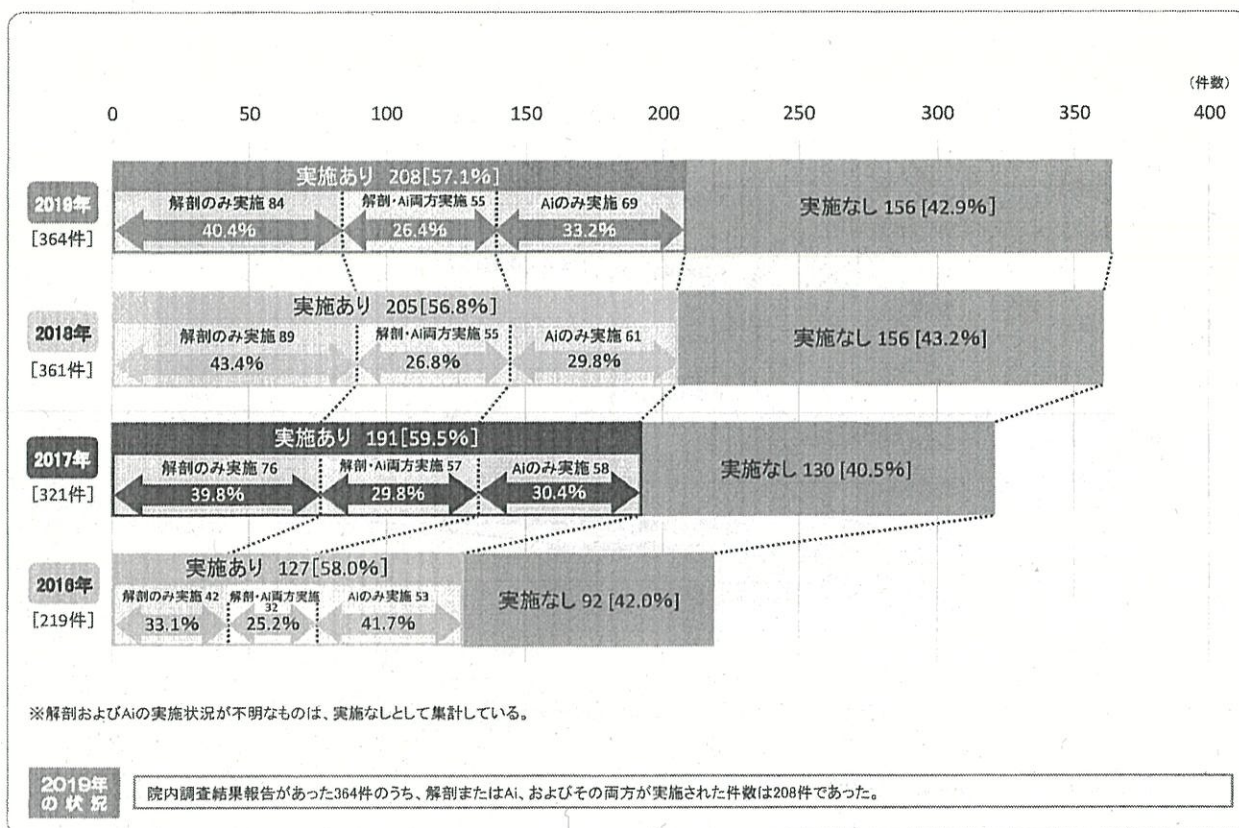 (件数)
0 50 100 150 200 250 300 350 400
実施あり 208[57.1%]
2019年
[364件]
解剖のみ実施 84
解剖・Ai両方実施 55
Aiのみ実施 69
40.4%
26.4%
33.2%
実施なし 156 [42.9%]
実施あり 205[56.8%]
2018年
[361件]
解剖のみ実施 89
解剖・Ai両方実施 55
Aiのみ実施 61
43.4%
26.8%
29.8%
実施なし 156 [43.2%]
実施あり 191[59.5%]
2017年
[321件]
解剖のみ実施 76
解剖・Ai両方実施 57
Aiのみ実施 58
39.8%
29.8%
30.4%
実施なし 130 [40.5%]
実施あり 127[58.0%]
2016年
[219件]
解剖のみ実施 42
解剖・Ai両方実施
32
Aiのみ実施 53
33.1%
25.2%
41.7%
実施なし 92 [42.0%]
※解剖およびAiの実施状況が不明なものは、実施なしとして集計している。
2019年
の状況
院内調査結果報告があった364件のうち、解剖またはAi、およびその両方が実施された件数は208件であった。